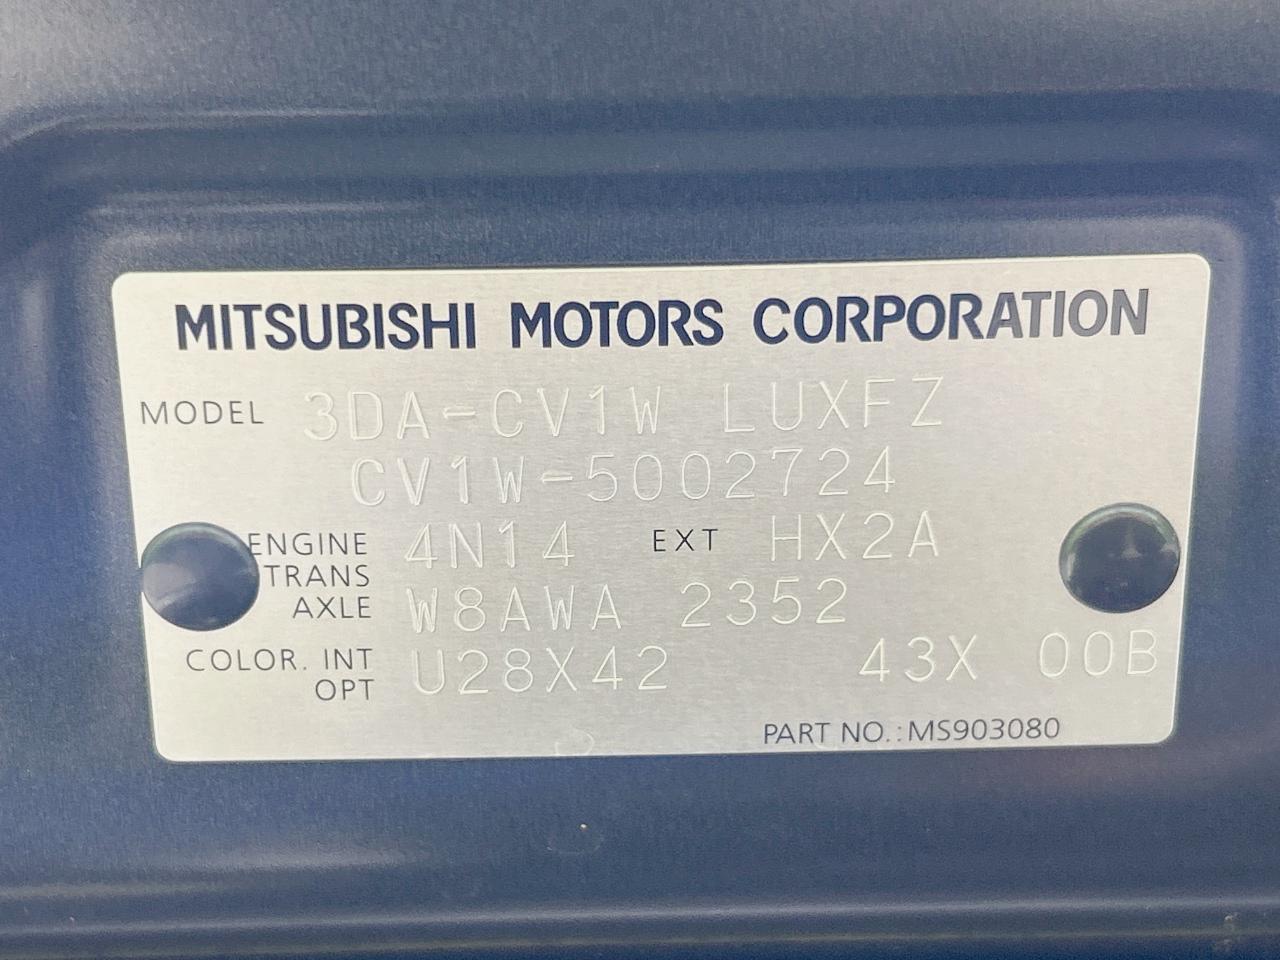 MITSUBISHI MOTORS CORPORATION
MODEL 3DA-CV1W LUXFZ
CV1W-5002724
ENGINE 4N14 EXT HX2A
TRANS
AXLE W8AWA 2352
COLOR. INT U28X42 43X 00B
OPT
PART NO.:MS903080